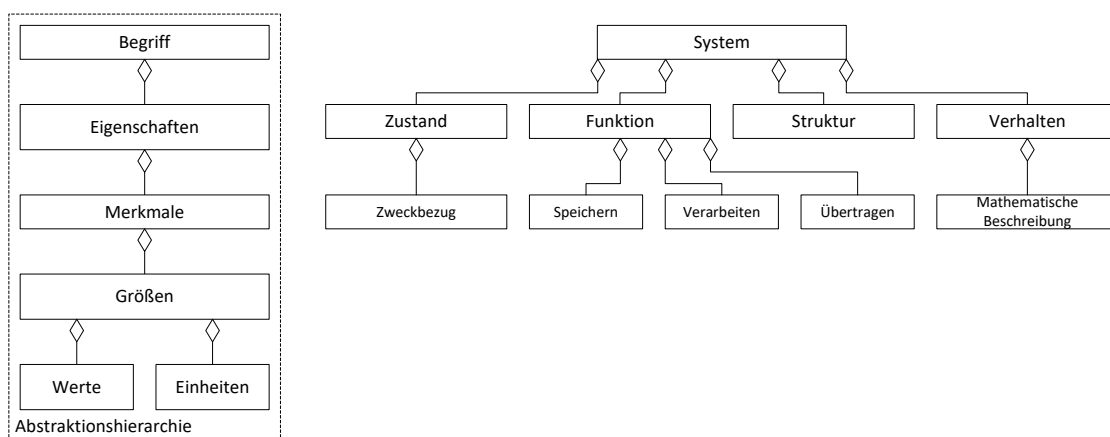 Begriff
Eigenschaften
Merkmale
Größen
Werte
Einheiten
Abstraktionshierarchie
System
Zustand
Funktion
Struktur
Verhalten
Zweckbezug
Speichern
Verarbeiten
Übertragen
Mathematische
Beschreibung